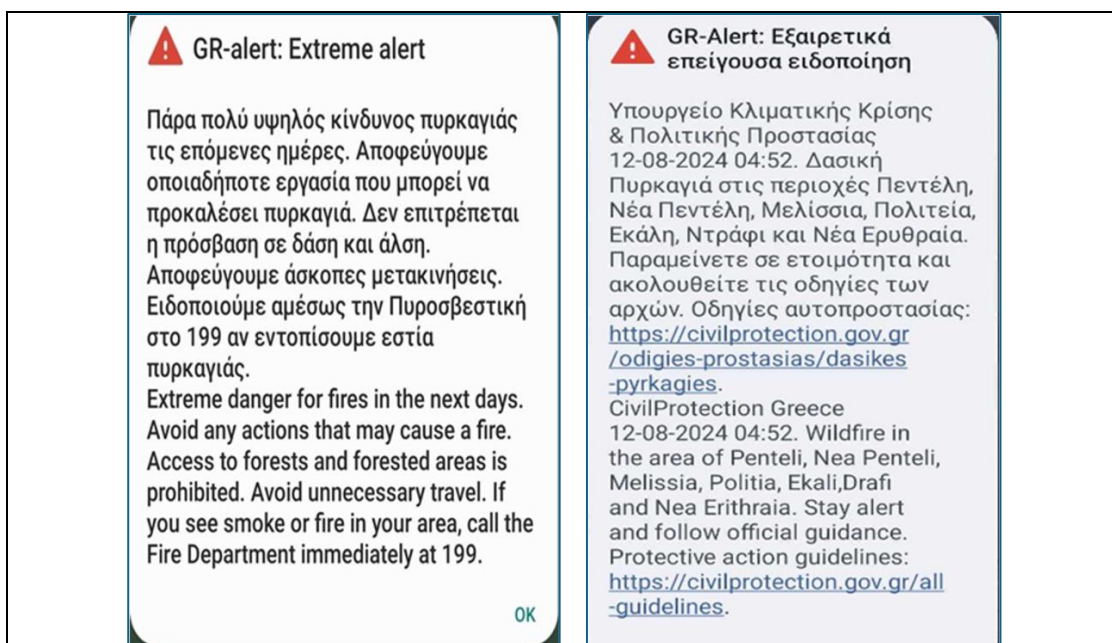 GR-alert: Extreme alert
Πάρα πολύ υψηλός κίνδυνος πυρκαγιάς
τις επόμενες ημέρες. Αποφεύγουμε
οποιαδήποτε εργασία που μπορεί να
προκαλέσει πυρκαγιά. Δεν επιτρέπεται
η πρόσβαση σε δάση και άλση.
Αποφεύγουμε άσκοπες μετακινήσεις.
Ειδοποιούμε αμέσως την Πυροσβεστική
στο 199 αν εντοπίσουμε εστία
πυρκαγιάς.
Extreme danger for fires in the next days.
Avoid any actions that may cause a fire.
Access to forests and forested areas is
prohibited. Avoid unnecessary travel. If
you see smoke or fire in your area, call the
Fire Department immediately at 199.
OK
GR-Alert: Εξαιρετικά
επείγουσα ειδοποίηση
Υπουργείο Κλιματικής Κρίσης
& Πολιτικής Προστασίας
12-08-2024 04:52. Δασική
Πυρκαγιά στις περιοχές Πεντέλη,
Νέα Πεντέλη, Μελίσσια, Πολιτεία,
Εκάλη, Ντράφι και Νέα Ερυθραία.
Παραμείνετε σε ετοιμότητα και
ακολουθείτε τις οδηγίες των
αρχών. Οδηγίες αυτοπροστασίας:
https://civilprotection.gov.gr
/odigies-prostasias/dasikes
-pyrkagies.
CivilProtection Greece
12-08-2024 04:52. Wildfire in
the area of Penteli, Nea Penteli,
Melissia, Politia, Ekali,Drafi
and Nea Erithraia. Stay alert
and follow official guidance.
Protective action guidelines:
https://civilprotection.gov.gr/all
-guidelines.